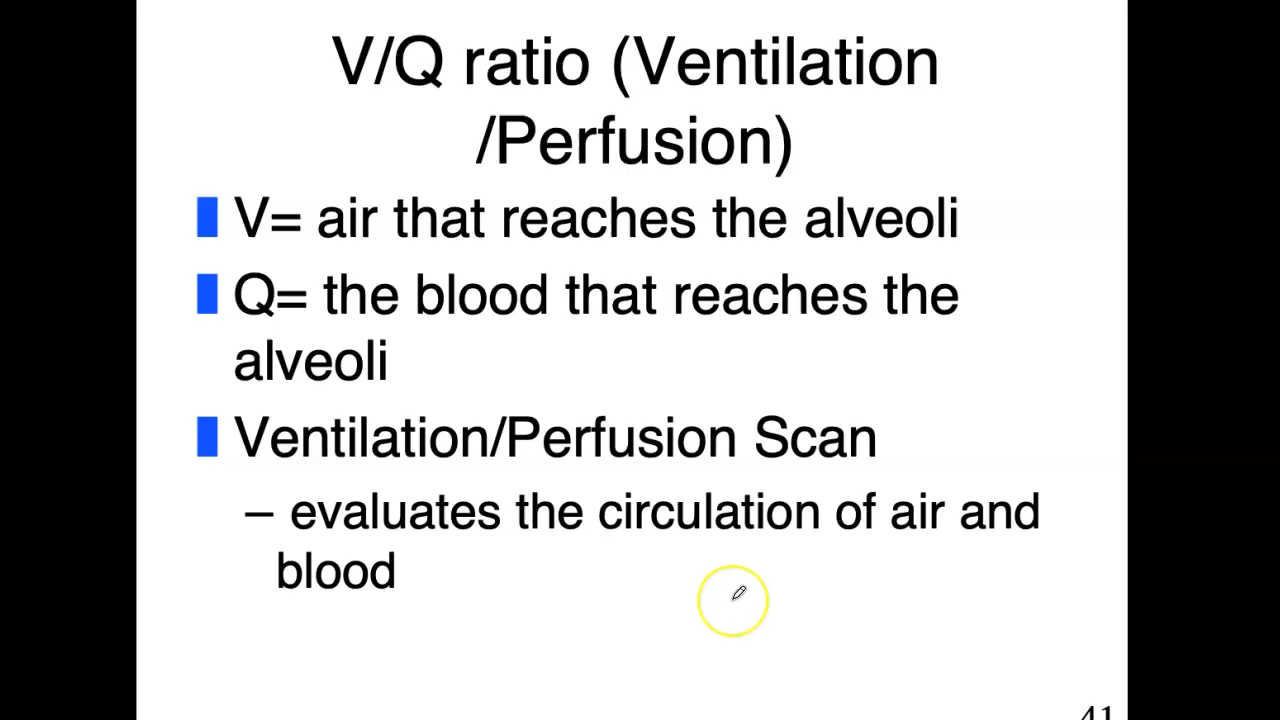 V/Q ratio (Ventilation
/Perfusion)
V= air that reaches the alveoli
Q= the blood that reaches the
alveoli
Ventilation/Perfusion Scan
– evaluates the circulation of air and
blood
41